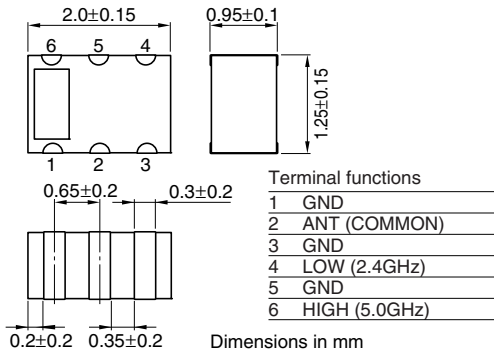 2.0±0.15
0.95±0.1
6 5 4
1.25±0.15
1 2 3
0.65±0.2
0.3±0.2
0.2±0.2
0.35±0.2
Terminal functions
1 GND
2 ANT (COMMON)
3 GND
4 LOW (2.4GHz)
5 GND
6 HIGH (5.0GHz)
Dimensions in mm